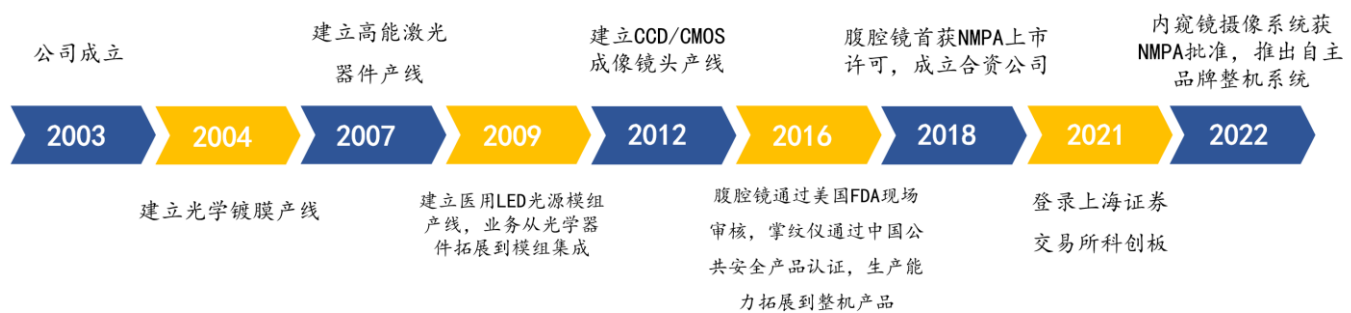 公司成立
2003
2004
建立光学镀膜产线
建立高能激光
器件产线
2007
2009
建立医用LED光源模组
产线，业务从光学器
件拓展到模组集成
建立CCD/CMOS
成像镜头产线
2012
2016
腹腔镜通过美国FDA现场
审核，掌纹仪通过中国公
共安全产品认证，生产能
力拓展到整机产品
腹腔镜首获NMPA上市
许可，成立合资公司
2018
2021
登录上海证券
交易所科创板
内窥镜摄像系统获
NMPA批准，推出自主
品牌整机系统
2022